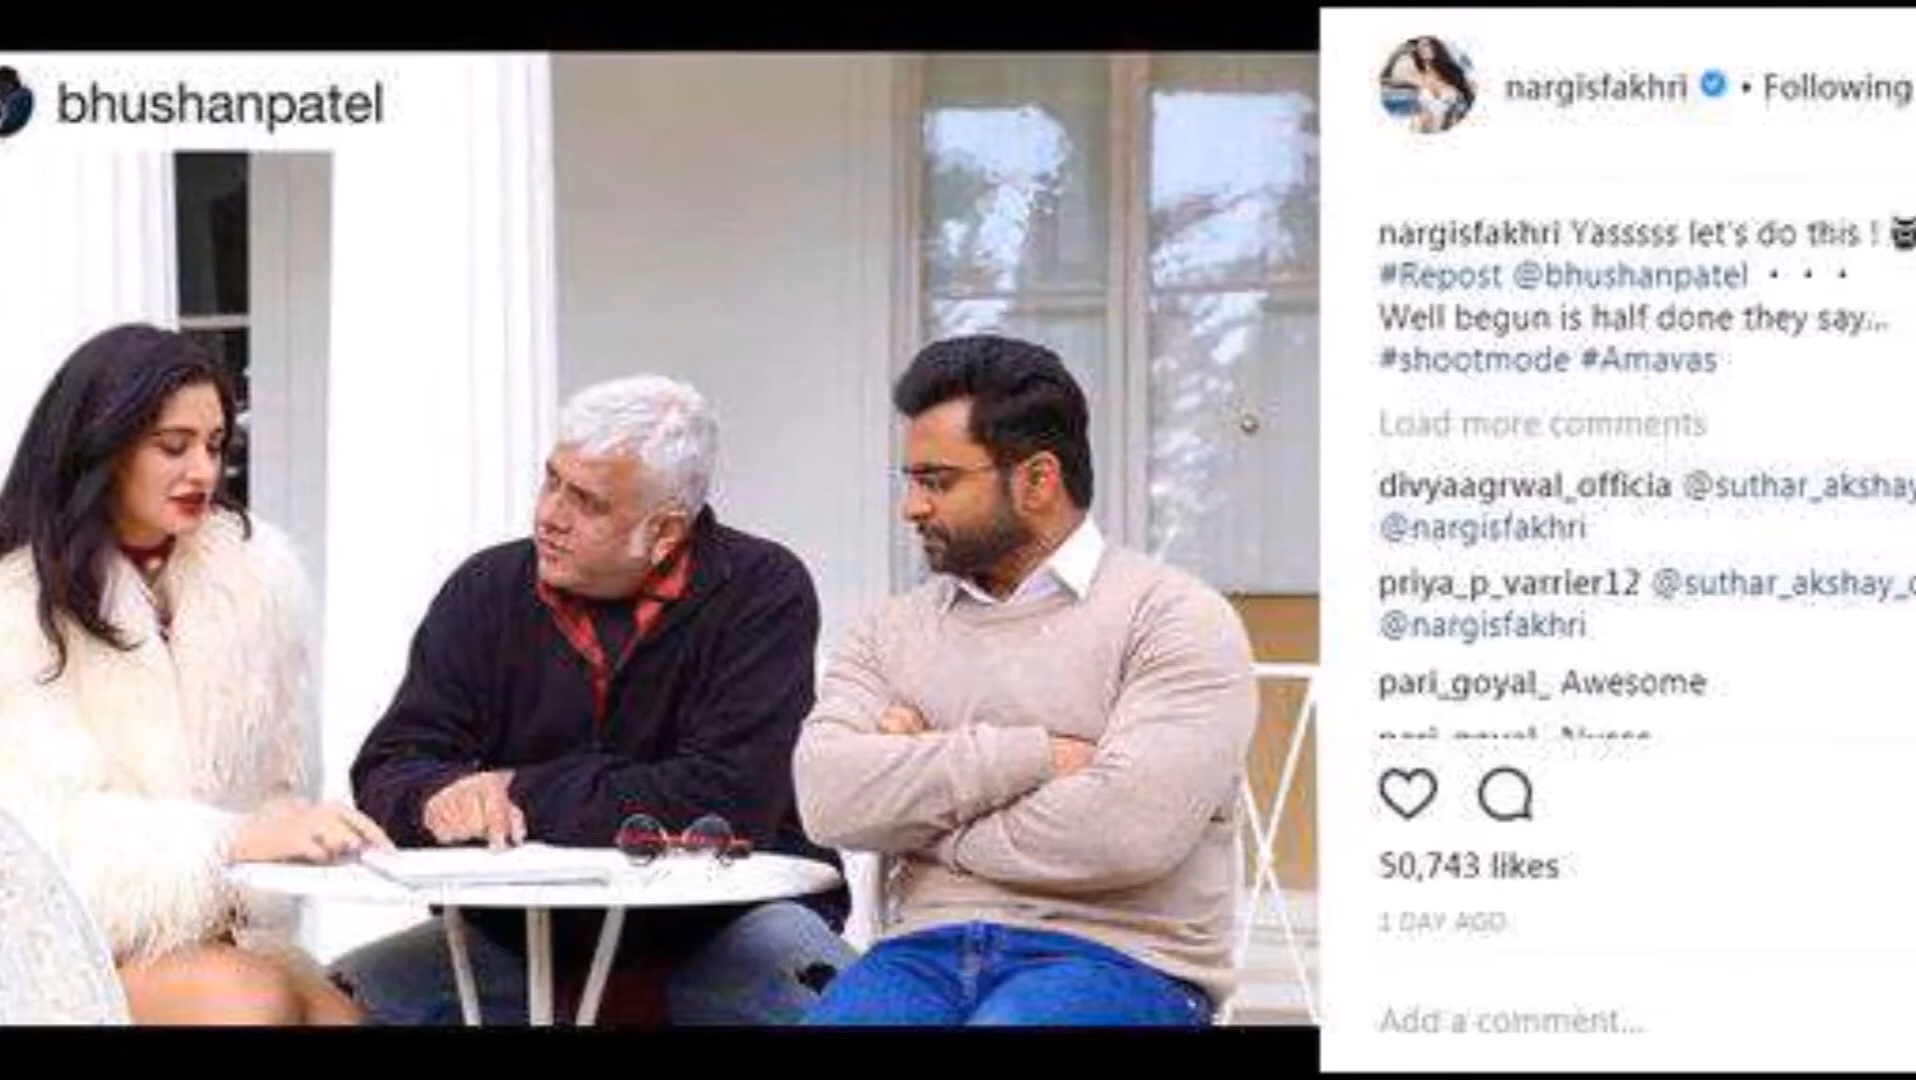 bhushanpatel
nargisfakhri • Following
nargisfakhri Yasssss let's do this !
#Repost @bhushanpatel • • •
Well begun is half done they say...
#shootmode #Amavas
Load more comments
divyaagrwal_officia @suthar_akshay
@nargisfakhri
priya_p_varrier12 @suthar_akshay_
@nargisfakhri
pari_goyal_ Awesome
50,743 likes
1 DAY AGO
Add a comment...